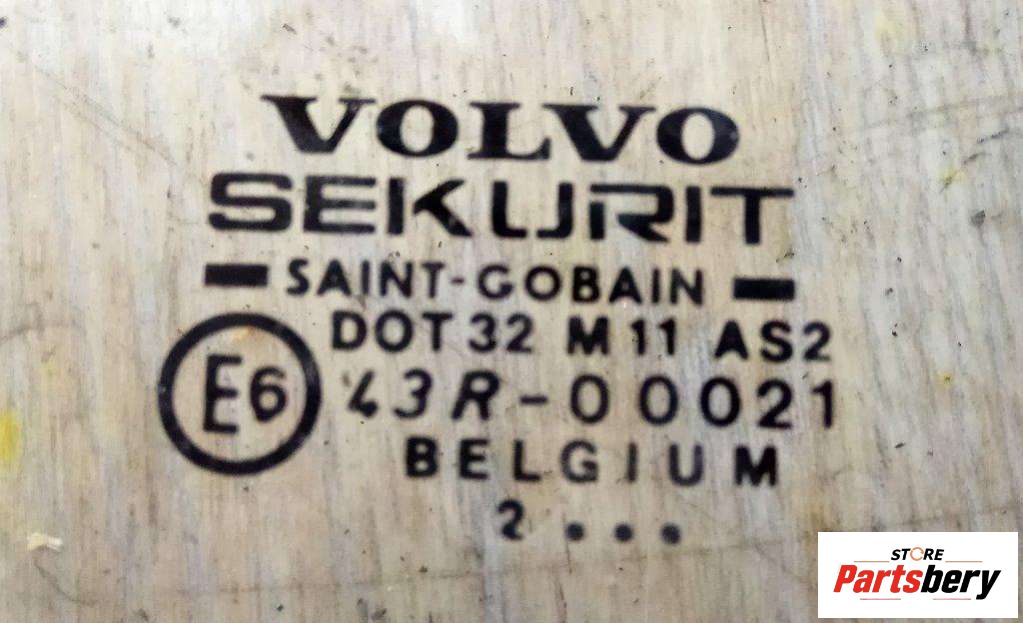 VOLVO
SEKURIT
SAINT-GOBAIN
DOT 32 M 11 AS2
E6 43R-00021
BELGIUM
2 • • •
STORE
Partsbery